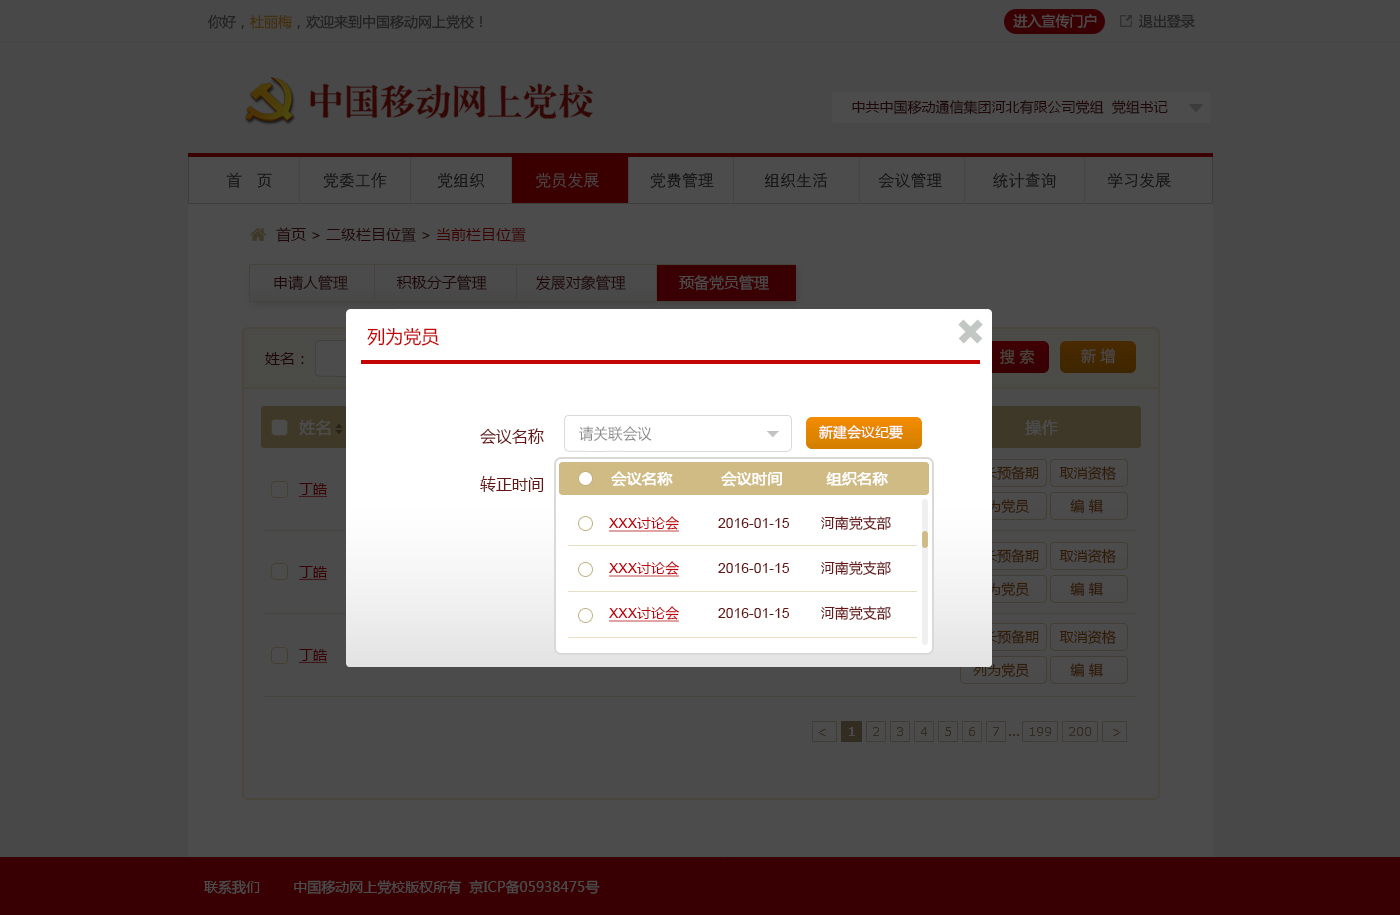 你好，杜丽梅，欢迎来到中国移动网上党校！ 进入宣传门户 退出登录
中国移动网上党校
中共中国移动通信集团河北有限公司党组 党组书记
首 页 党委工作 党组织 党员发展 党费管理 组织生活 会议管理 统计查询 学习发展
首页 > 二级栏目位置 > 当前栏目位置
申请人管理 积极分子管理 发展对象管理 预备党员管理
列为党员
姓名： 搜 索 新 增
姓名 操作
会议名称 请关联会议 新建会议纪要
转正时间
会议名称 会议时间 组织名称
XXX讨论会 2016-01-15 河南党支部
XXX讨论会 2016-01-15 河南党支部
XXX讨论会 2016-01-15 河南党支部
丁皓 预备期 取消资格
为党员 编 辑
丁皓 预备期 取消资格
为党员 编 辑
丁皓 预备期 取消资格
列为党员 编 辑
< 1 2 3 4 5 6 7 ... 199 200 >
联系我们 中国移动网上党校版权所有 京ICP备05938475号